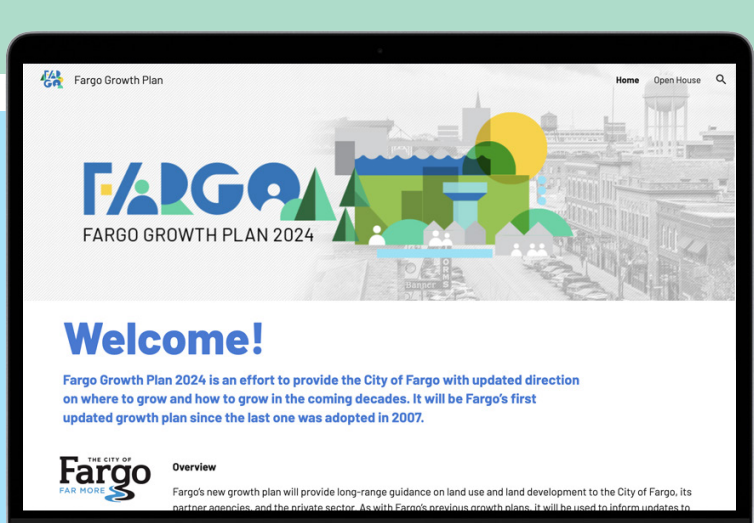 FARGO
Fargo Growth Plan
Home Open House
FARGO
FARGO GROWTH PLAN 2024
Banner
FORMS
Welcome!
Fargo Growth Plan 2024 is an effort to provide the City of Fargo with updated direction
on where to grow and how to grow in the coming decades. It will be Fargo's first
updated growth plan since the last one was adopted in 2007.
THE CITY OF
Fargo
FAR MORE
Overview
Fargo's new growth plan will provide long-range guidance on land use and land development to the City of Fargo, its
partner agencies, and the private sector. As with Fargo's previous growth plans, it will be used to inform updates to